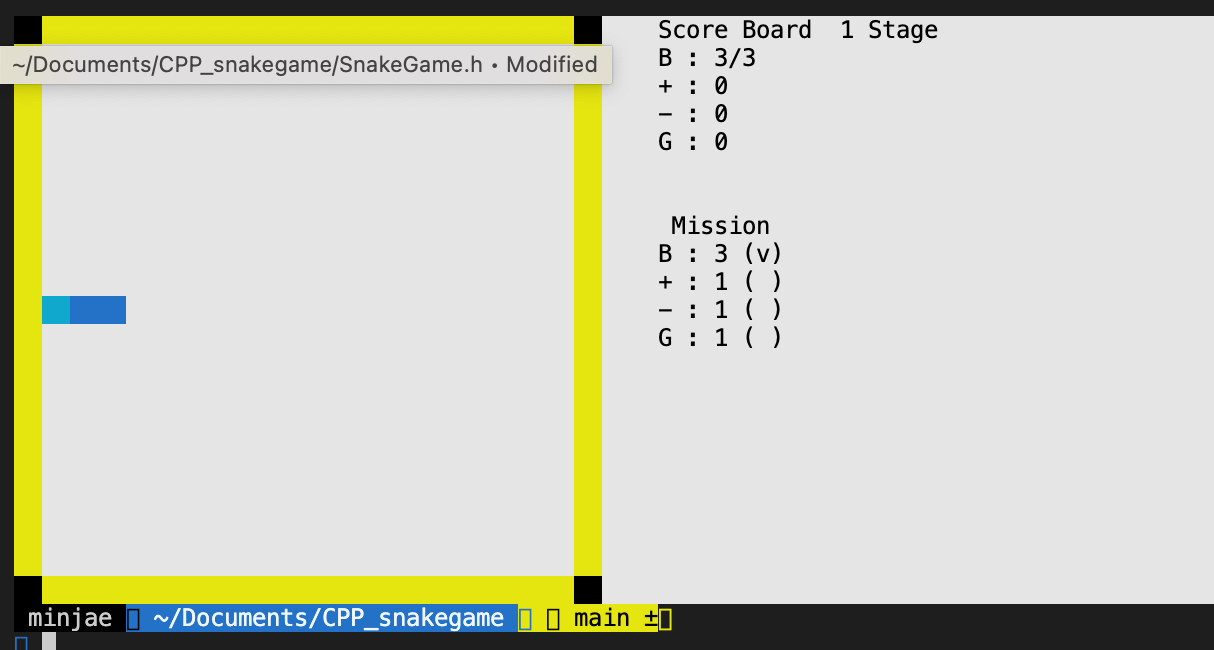 Score Board  1 Stage
~/Documents/CPP_snakegame/SnakeGame.h • Modified
B : 3/3
+ : 0
- : 0
G : 0
Mission
B : 3 (v)
+ : 1 ( )
- : 1 ( )
G : 1 ( )
minjae ~/Documents/CPP_snakegame main ±